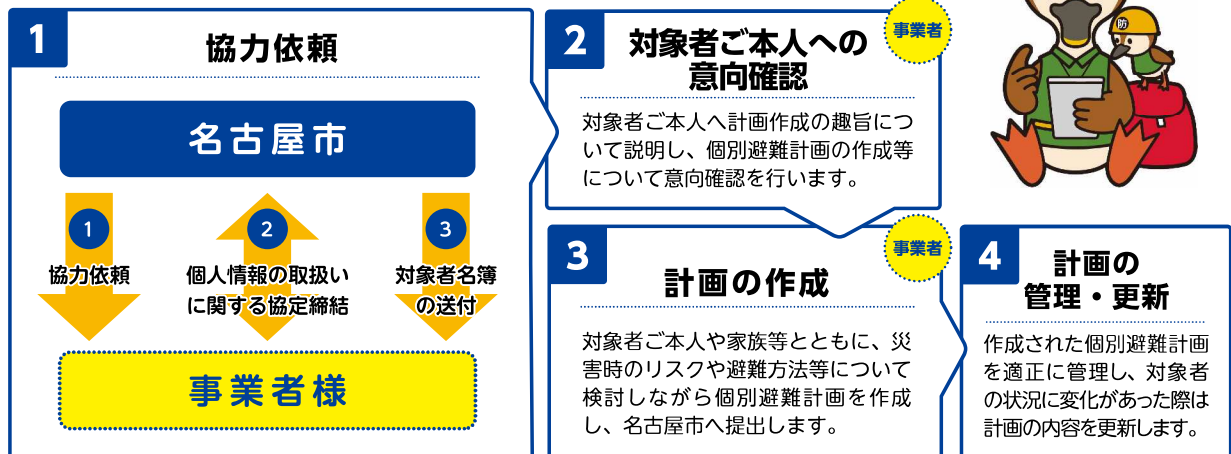 1
協力依頼
名古屋市
1
協力依頼
2
個人情報の取扱い
に関する協定締結
3
対象者名簿
の送付
事業者様
2
対象者ご本人への
意向確認
事業者
対象者ご本人へ計画作成の趣旨につ
いて説明し、個別避難計画の作成等
について意向確認を行います。
防
3
計画の作成
事業者
対象者ご本人や家族等とともに、災
害時のリスクや避難方法等について
検討しながら個別避難計画を作成
し、名古屋市へ提出します。
4
計画の
管理・更新
作成された個別避難計画
を適正に管理し、対象者
の状況に変化があった際は
計画の内容を更新します。